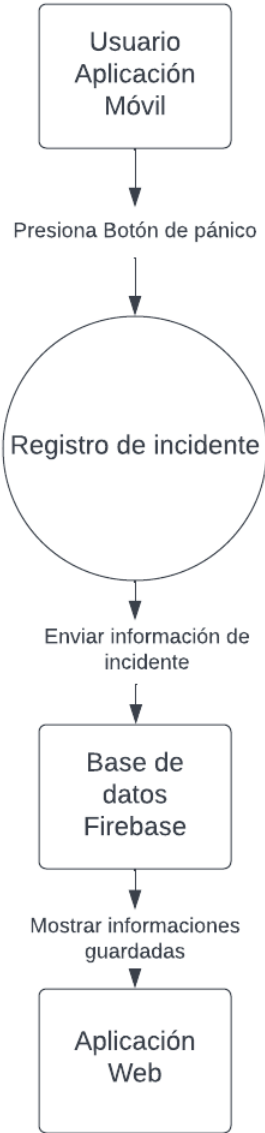 Usuario
Aplicación
Móvil
Presiona Botón de pánico
Registro de incidente
Enviar información de
incidente
Base de
datos
Firebase
Mostrar informaciones
guardadas
Aplicación
Web